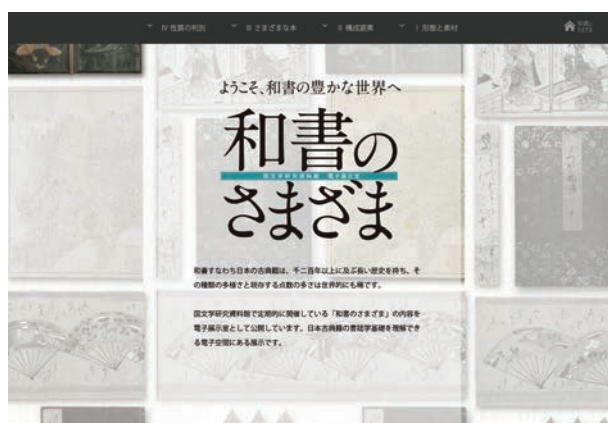 IV 性質の判別
III さまざまな本
II 構成要素
I 形態と素材
和書の
さまざま
ようこそ、和書の豊かな世界へ
和書の
国文学研究資料館 電子展示室
さまざま
和書すなわち日本の古典籍は、千二百年以上に及ぶ長い歴史を持ち、そ
の種類の多様さと現存する点数の多さは世界的にも稀です。
国文学研究資料館で定期的に開催している「和書のさまざま」の内容を
電子展示室として公開しています。日本古典籍の書誌学基礎を理解でき
る電子空間にある展示です。